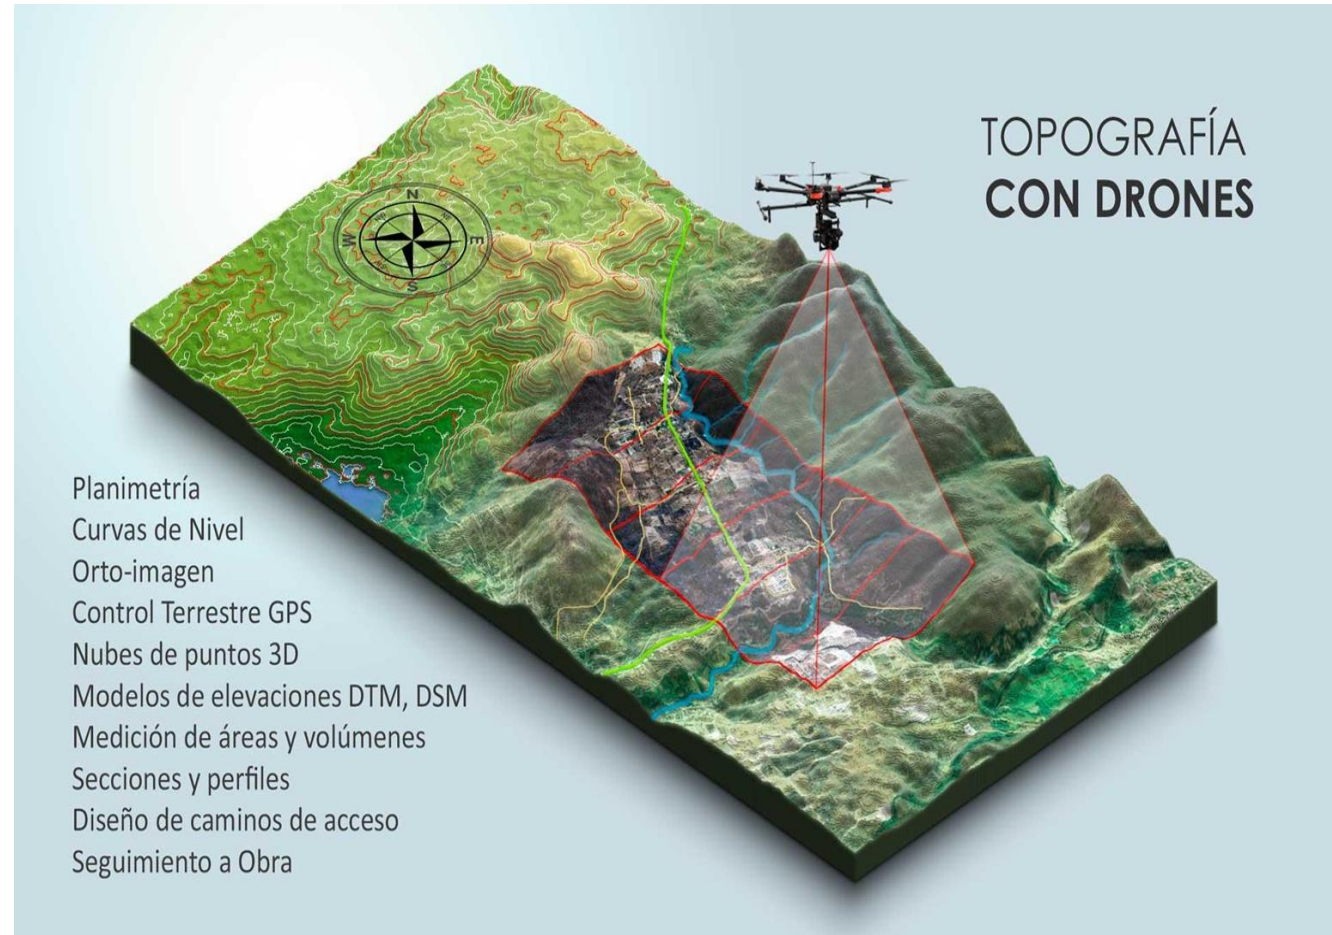 TOPOGRAFÍA
CON DRONES
N
W
E
S
Planimetría
Curvas de Nivel
Orto-imagen
Control Terrestre GPS
Nubes de puntos 3D
Modelos de elevaciones DTM, DSM
Medición de áreas y volúmenes
Secciones y perfiles
Diseño de caminos de acceso
Seguimiento a Obra